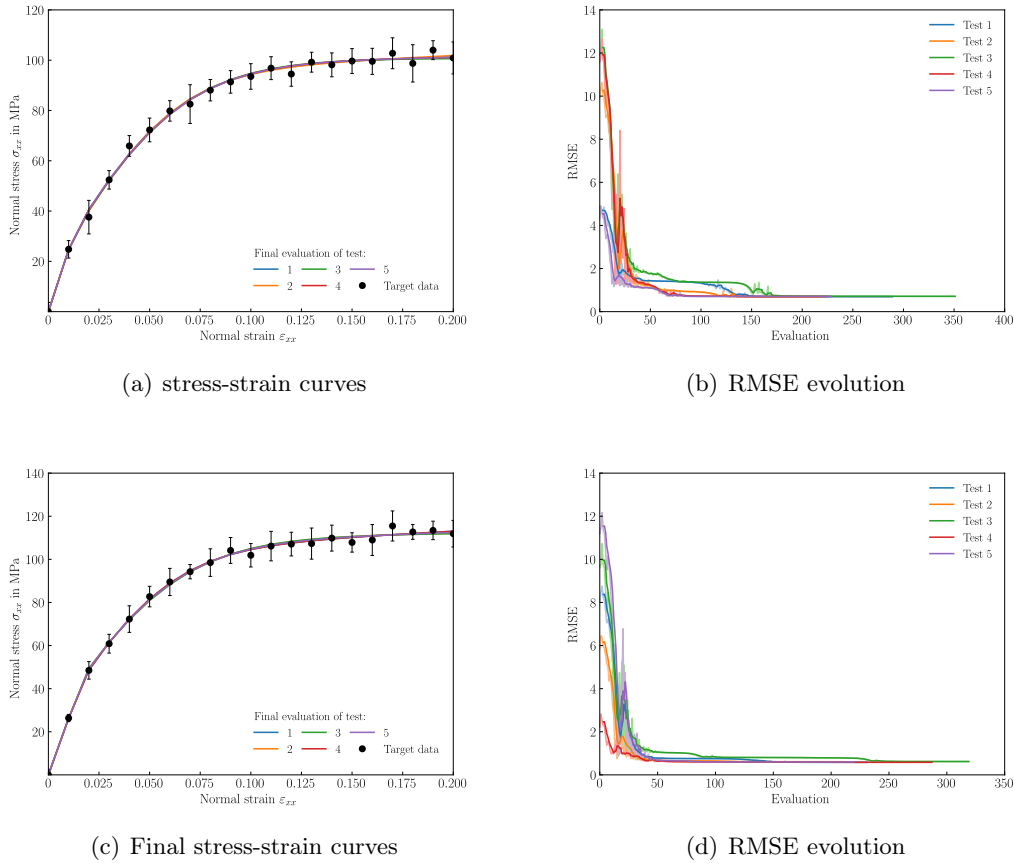 120
100
80
60
40
20
Normal stress σxx in MPa
Final evaluation of test:
1 3 5
2 4 Target data
0 0.025 0.050 0.075 0.100 0.125 0.150 0.175 0.200
Normal strain εxx
(a) stress-strain curves
14
12
10
8
6
4
2
0
RMSE
Test 1
Test 2
Test 3
Test 4
Test 5
0 50 100 150 200 250 300 350 400
Evaluation
(b) RMSE evolution
140
120
100
80
60
40
20
0
Normal stress σxx in MPa
Final evaluation of test:
1 3 5
2 4 Target data
0 0.025 0.050 0.075 0.100 0.125 0.150 0.175 0.200
Normal strain εxx
(c) Final stress-strain curves
14
12
10
8
6
4
2
0
RMSE
Test 1
Test 2
Test 3
Test 4
Test 5
0 50 100 150 200 250 300 350
Evaluation
(d) RMSE evolution